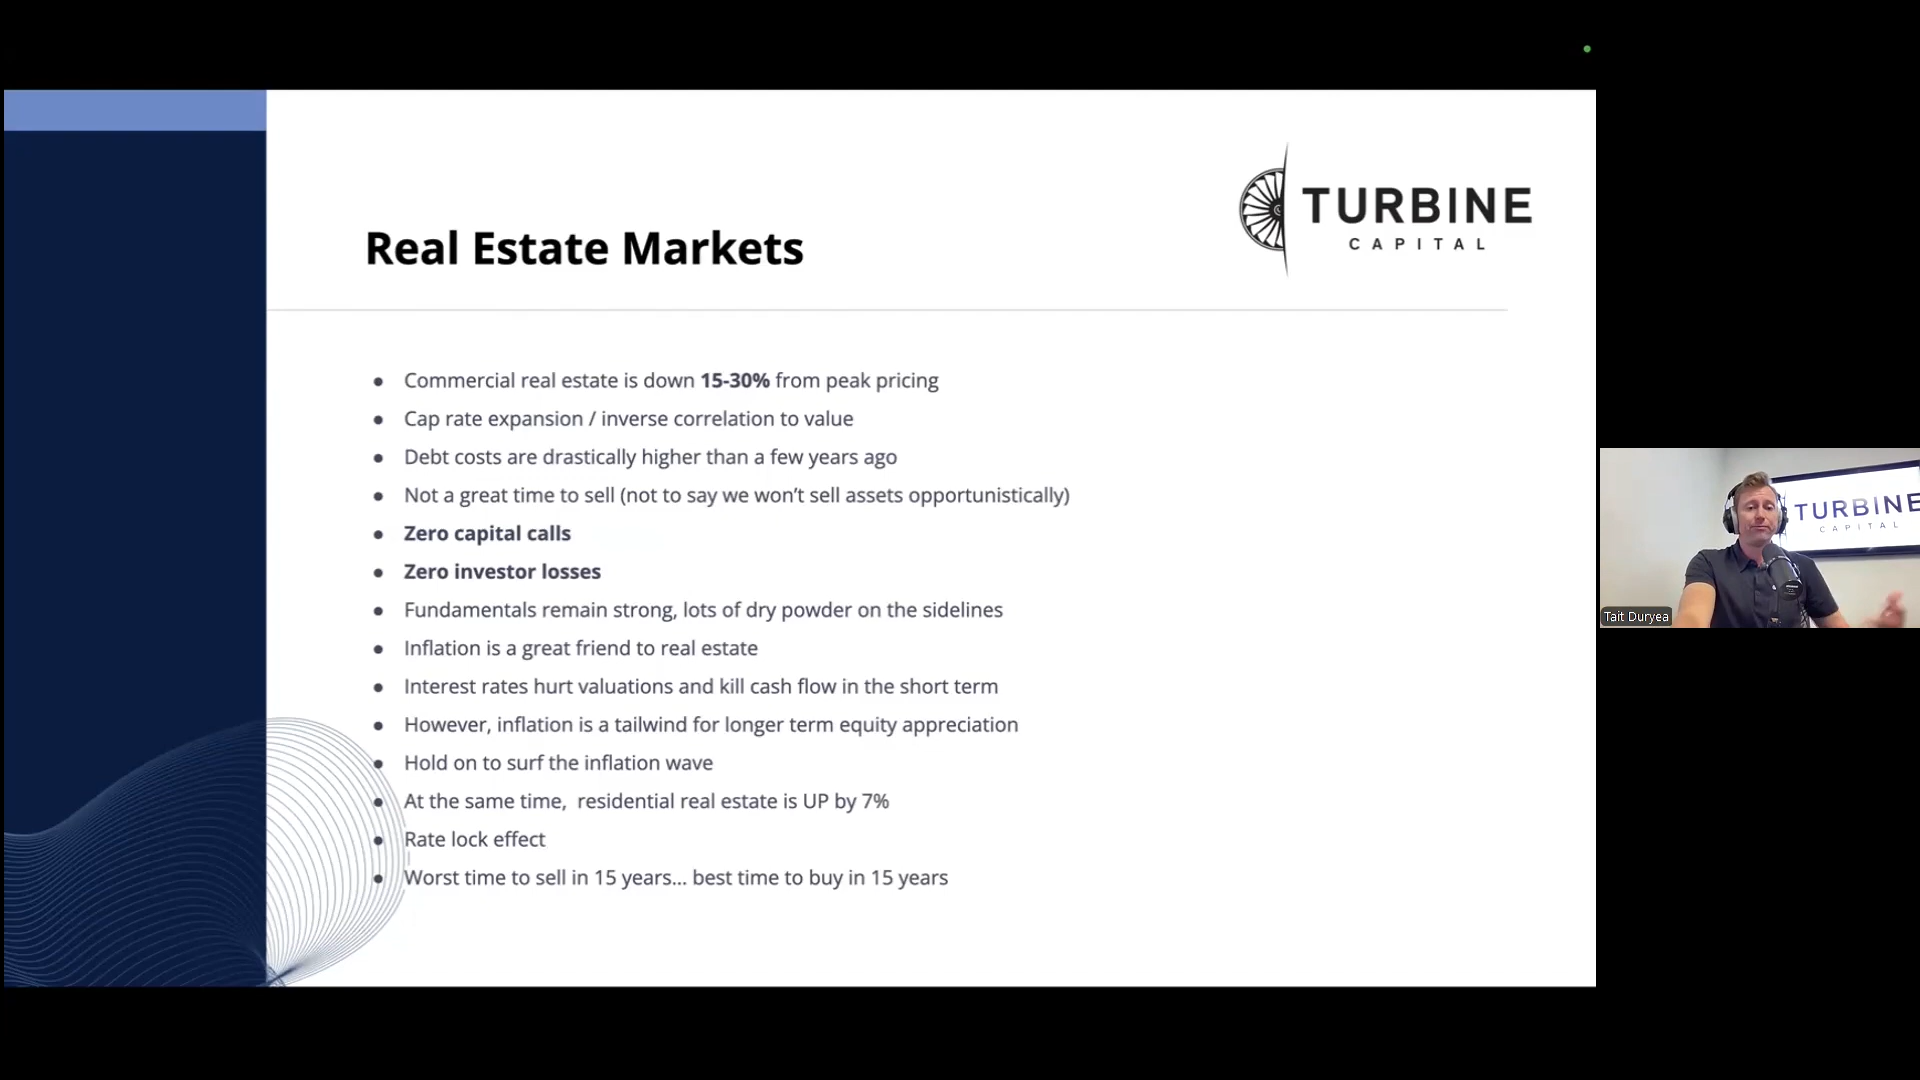 TURBINE
CAPITAL
Real Estate Markets
● Commercial real estate is down 15-30% from peak pricing
● Cap rate expansion / inverse correlation to value
● Debt costs are drastically higher than a few years ago
● Not a great time to sell (not to say we won't sell assets opportunistically)
● Zero capital calls
● Zero investor losses
● Fundamentals remain strong, lots of dry powder on the sidelines
● Inflation is a great friend to real estate
● Interest rates hurt valuations and kill cash flow in the short term
● However, inflation is a tailwind for longer term equity appreciation
● Hold on to surf the inflation wave
● At the same time,  residential real estate is UP by 7%
● Rate lock effect
● Worst time to sell in 15 years... best time to buy in 15 years
TURBINE
CAPITAL
Tait Duryea